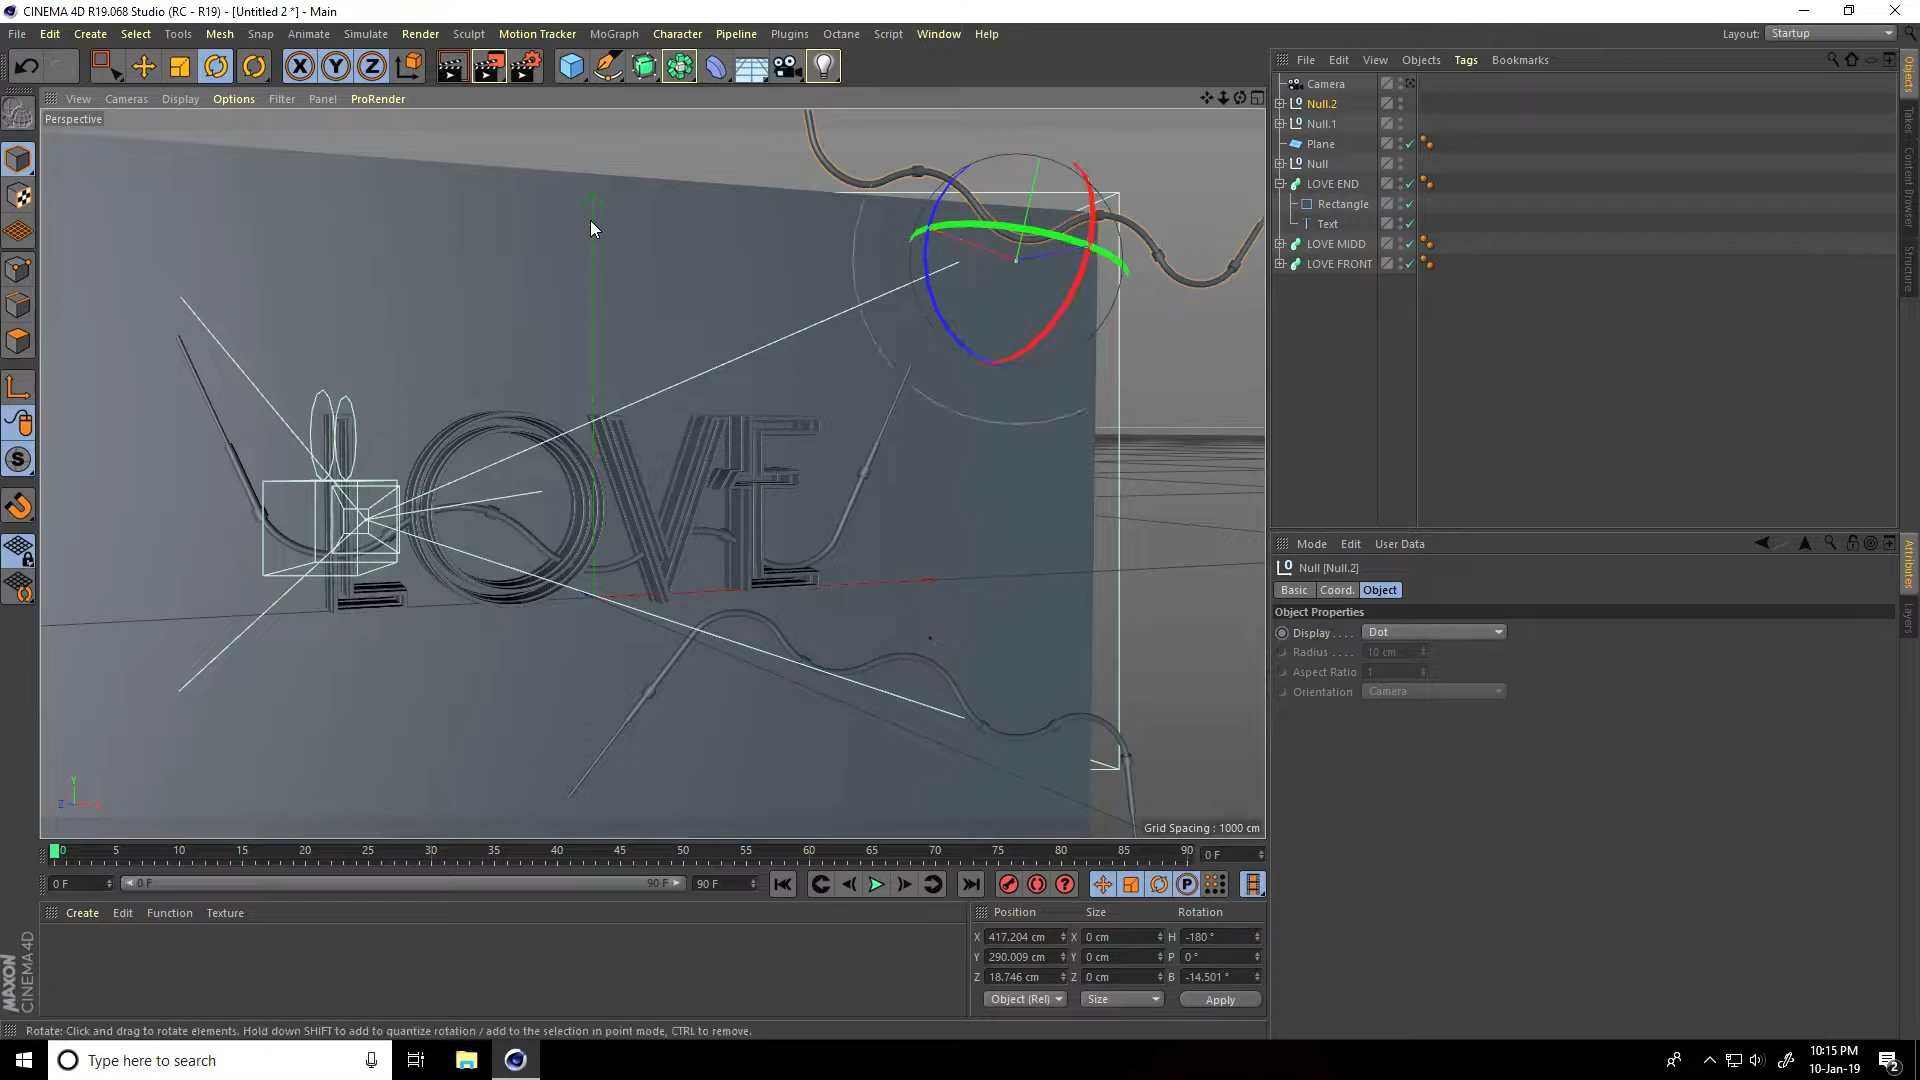 CINEMA 4D R19.068 Studio (RC - R19) - [Untitled 2 *] - Main
File Edit Create Select Tools Mesh Snap Animate Simulate Render Sculpt Motion Tracker MoGraph Character Pipeline Plugins Octane Script Window Help
Layout: Startup
X Y Z
File Edit View Objects Tags Bookmarks
View Cameras Display Options Filter Panel ProRender
Perspective
Camera
Null.2
Null.1
Plane
Null
LOVE END
Rectangle
Text
LOVE MIDD
LOVE FRONT
Objects
Takes
Content Browser
Structure
LOVE
Mode Edit User Data
Null [Null.2]
Basic Coord. Object
Object Properties
Display . . . . Dot
Radius . . . . 10 cm
Aspect Ratio 1
Orientation Camera
Attributes
Layers
Y
Z X
Grid Spacing : 1000 cm
0 5 10 15 20 25 30 35 40 45 50 55 60 65 70 75 80 85 90
0 F
0 F 0 F 90 F 90 F
Create Edit Function Texture
Position Size Rotation
X 417.204 cm X 0 cm H -180 °
Y 290.009 cm Y 0 cm P 0 °
Z 18.746 cm Z 0 cm B -14.501 °
Object (Rel) Size Apply
MAXON
CINEMA 4D
Rotate: Click and drag to rotate elements. Hold down SHIFT to add to quantize rotation / add to the selection in point mode, CTRL to remove.
Type here to search
10:15 PM
10-Jan-19
2